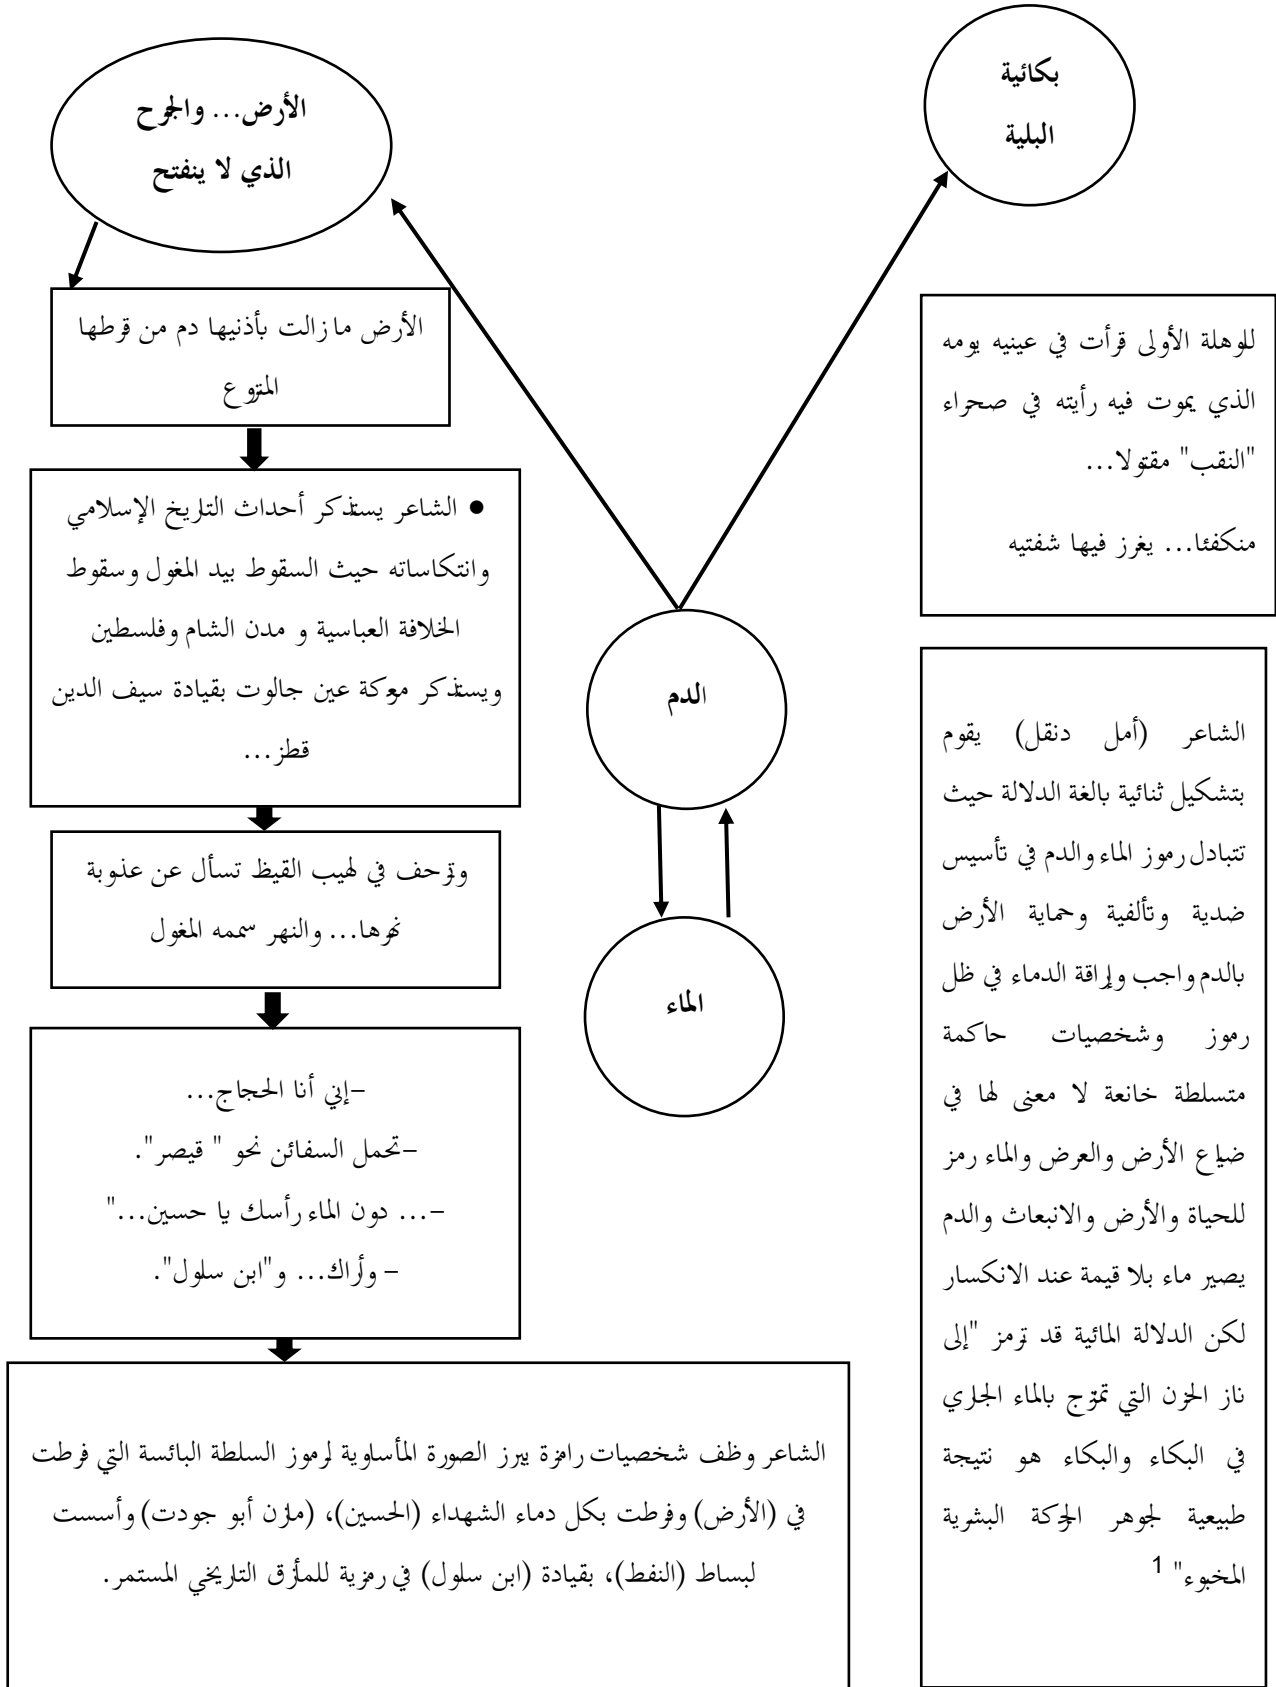 بكائية
البلية
الأرض... والجرح
الذي لا ينفتح
للوهلة الأولى قرأت في عينيه يومه
الذي يموت فيه رأيته في صحراء
"النقب" مقتولا...
منكفئا... يغرز فيها شفتيه
الأرض ما زالت بأذنيها دم من قرطها
المنزوع
● الشاعر يستذكر أحداث التاريخ الإسلامي
وانتكاساته حيث السقوط بيد المغول وسقوط
الخلافة العباسية و مدن الشام وفلسطين
ويستذكر معركة عين جالوت بقيادة سيف الدين
قطز...
الدم
الماء
وتزحف في لهيب القيظ تسأل عن عذوبة
نهرها... والنهر سممه المغول
-إني أنا الحجاج...
-تحمل السفائن نحو " قيصر".
-... دون الماء رأسك يا حسين..."
- وأراك... و"ابن سلول".
الشاعر (أمل دنقل) يقوم
بتشكيل ثنائية بالغة الدلالة حيث
تتبادل رموز الماء والدم في تأسيس
ضدية وتألفية وحماية الأرض
بالدم واجب وإراقة الدماء في ظل
رموز وشخصيات حاكمة
متسلطة خانعة لا معنى لها في
ضياع الأرض والعرض والماء رمز
للحياة والأرض والانبعاث والدم
يصير ماء بلا قيمة عند الانكسار
لكن الدلالة المائية قد ترمز "إلى
ناز الحزن التي تمتزج بالماء الجاري
في البكاء والبكاء هو نتيجة
طبيعية لجوهر الحركة البشرية
المخبوء" 1
الشاعر وظف شخصيات رامزة يبرز الصورة المأساوية لرموز السلطة البائسة التي فرطت
في (الأرض) وفرطت بكل دماء الشهداء (الحسين)، (مازن أبو جودت) وأسست
لبساط (النفط)، بقيادة (ابن سلول) في رمزية للمأزق التاريخي المستمر.